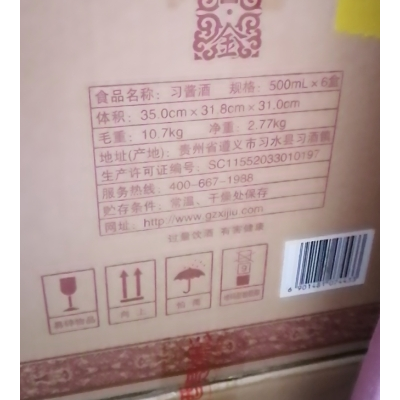 金
食品名称：习酱酒 规格：500mL×6盒
体积：35.0cm×31.8cm×31.0cm
毛重：10.7kg 净重：2.77kg
地址(产地)：贵州省遵义市习水县习酒镇
生产许可证编号：SC11552033010197
服务热线：400-667-1988
贮存条件：常温、干燥处保存
网址：http://www.gzxijiu.com
过量饮酒 有害健康
易碎物品 向上 怕雨